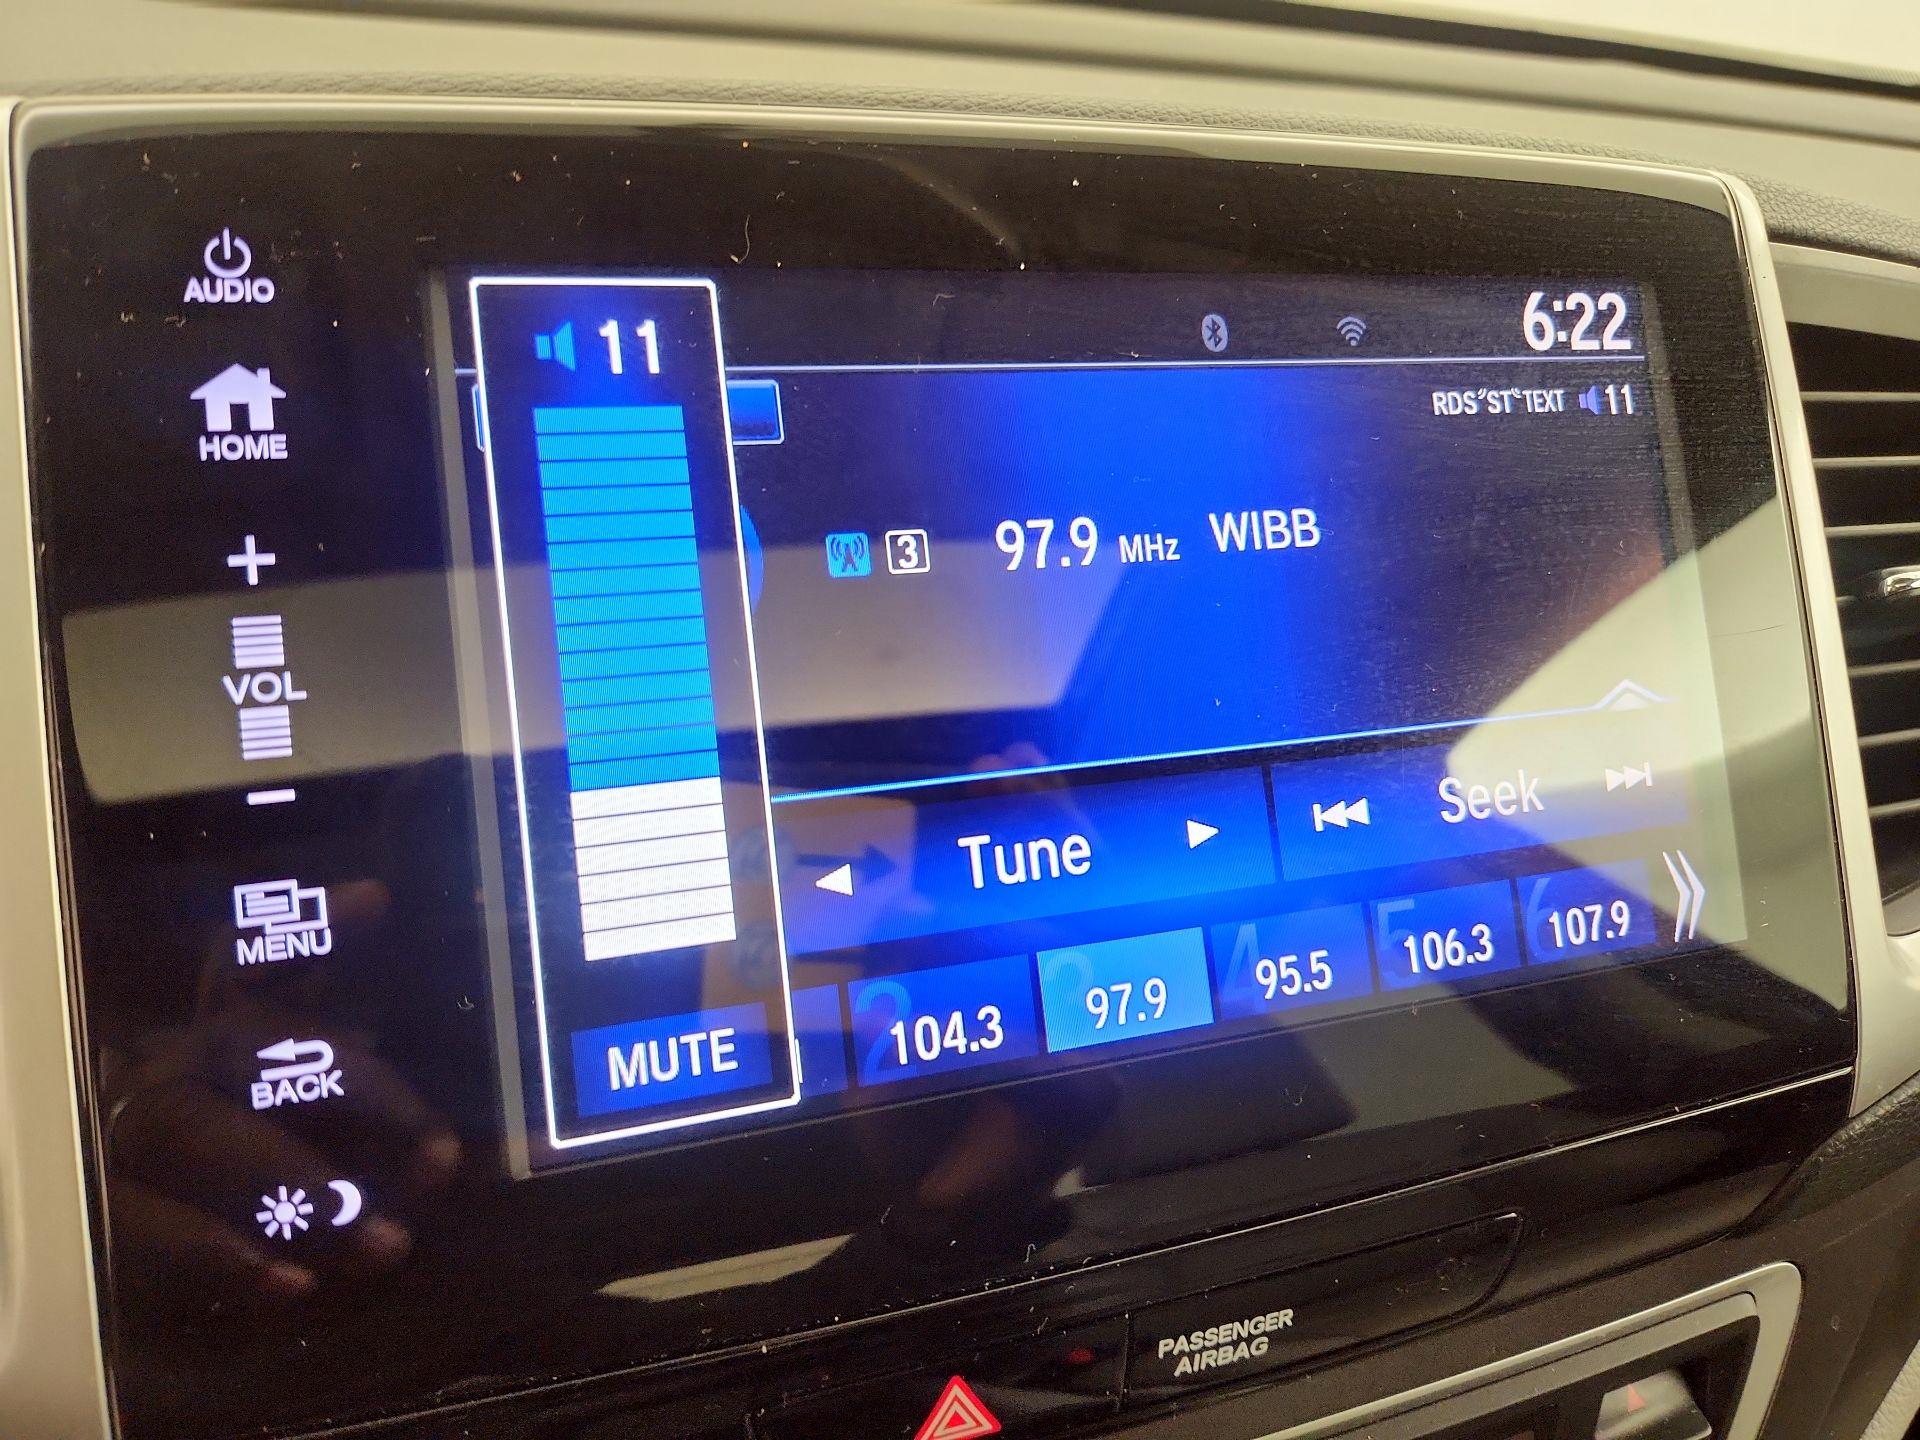 AUDIO
HOME
VOL
MENU
BACK
11
MUTE
6:22
RDS "ST" TEXT 11
3 97.9 MHz WIBB
Tune
Seek
2 104.3
3 97.9
4 95.5
5 106.3
6 107.9
PASSENGER
AIRBAG